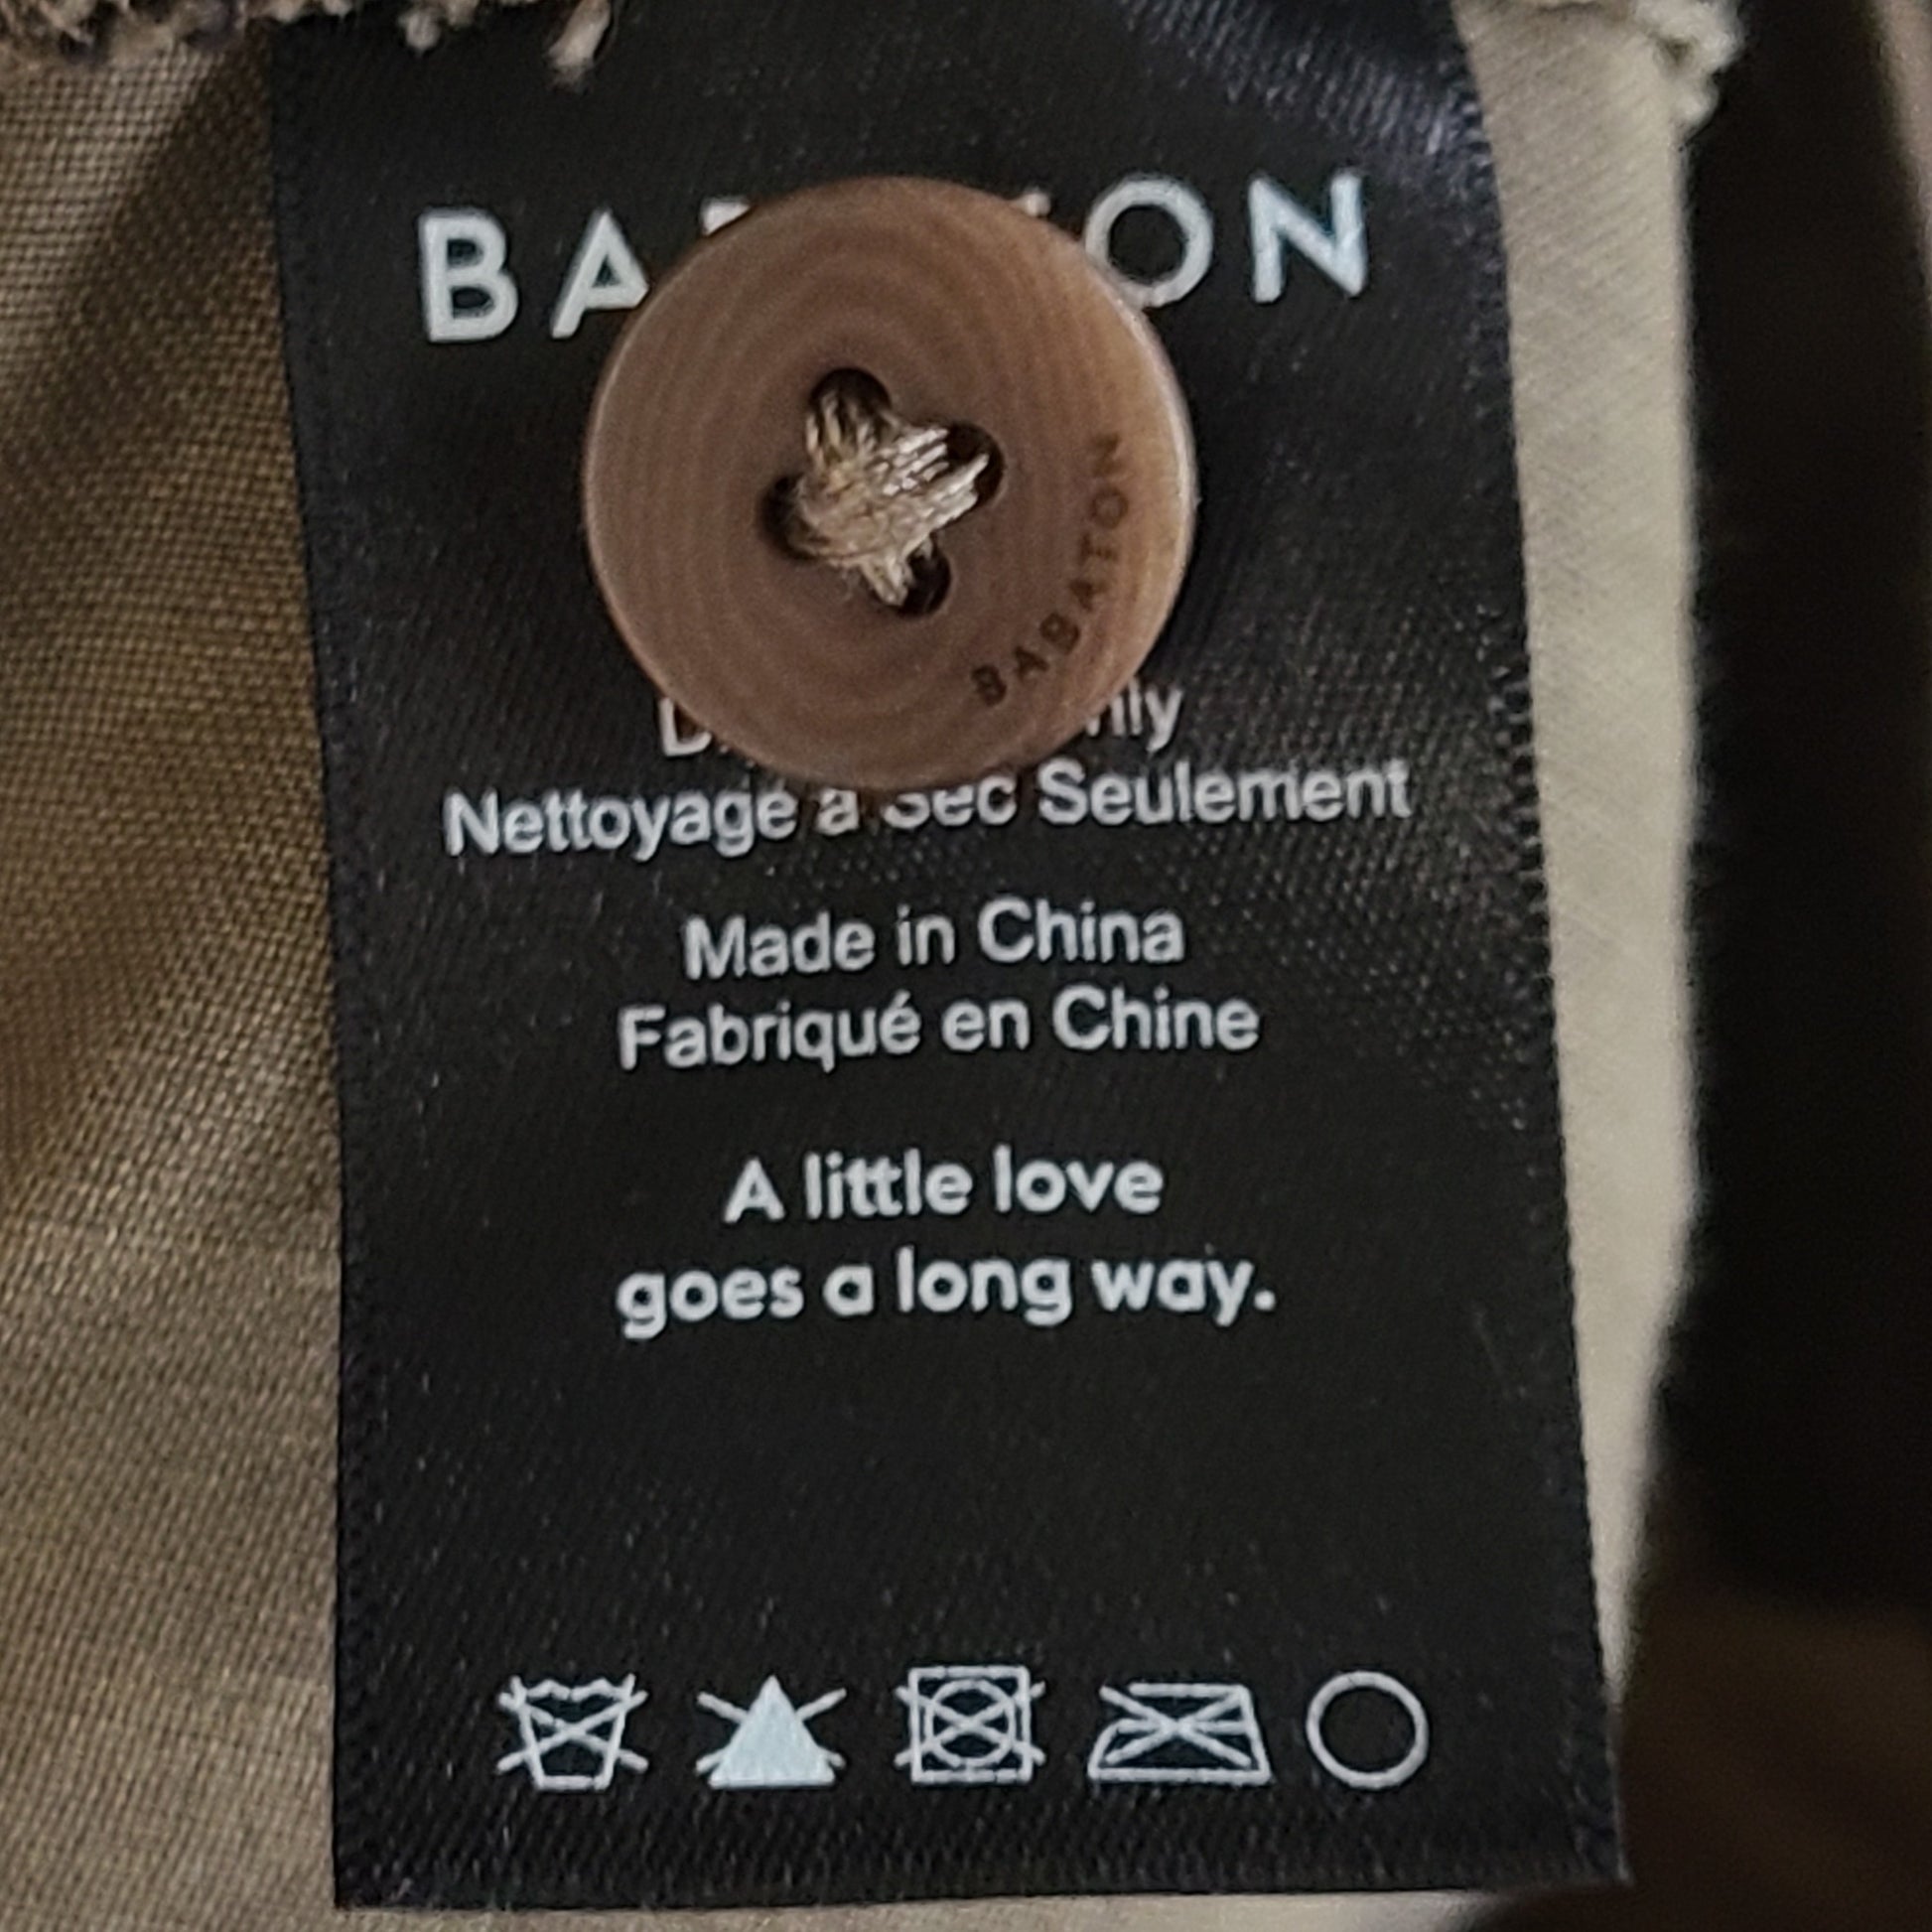 BABATON
Nettoyage à Sec Seulement
Made in China
Fabriqué en Chine
A little love
goes a long way.